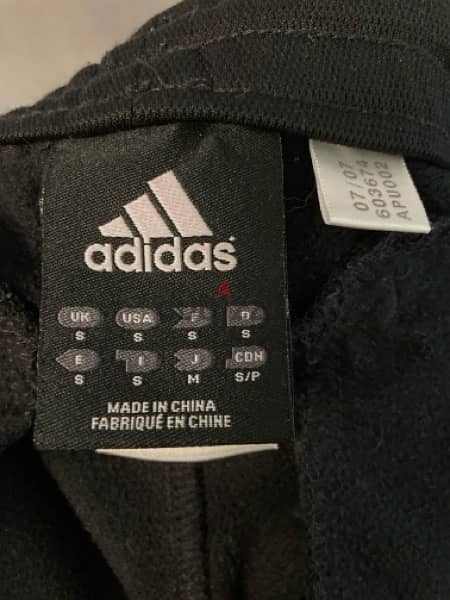 adidas
UK USA F D
S S S S
E I J CDN
S S M S/P
MADE IN CHINA
FABRIQUÉ EN CHINE
07/07
603674
APU002